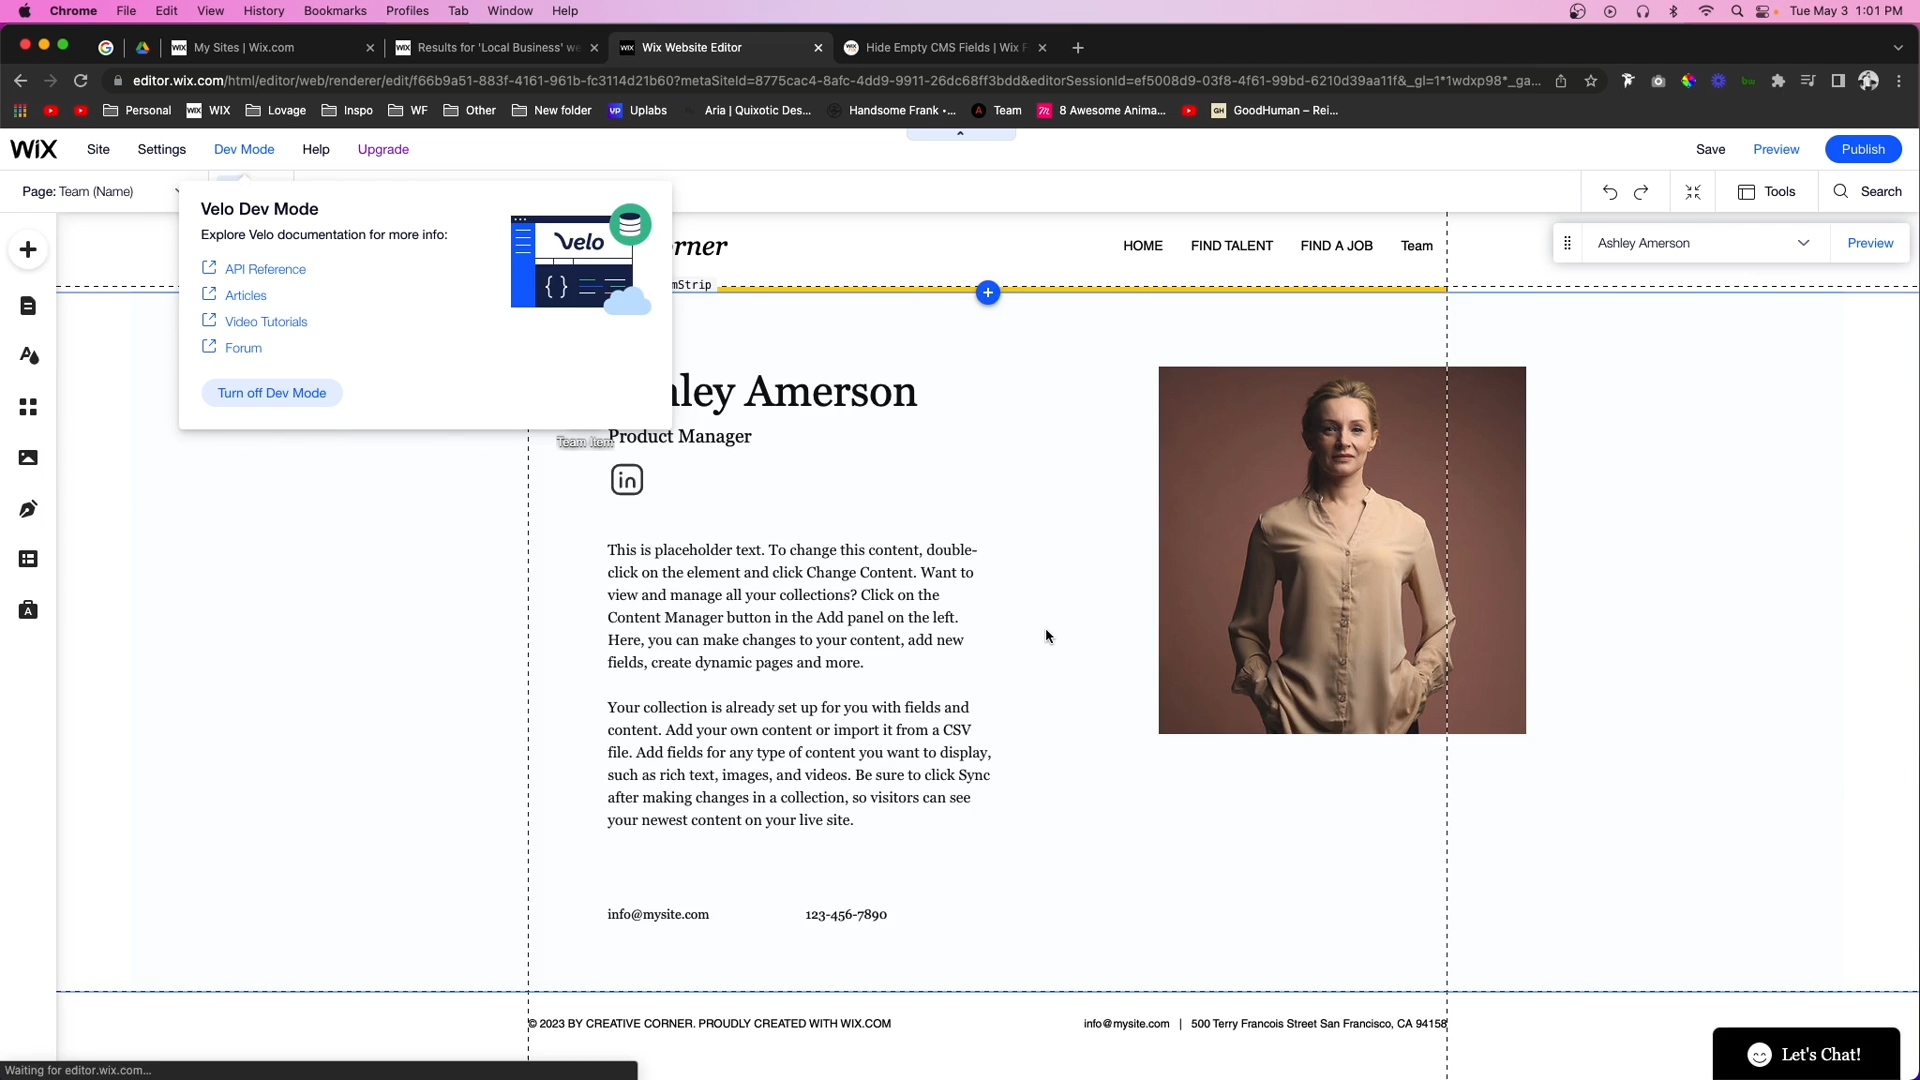 Chrome File Edit View History Bookmarks Profiles Tab Window Help Tue May 3 1:01 PM
My Sites | Wix.com Results for 'Local Business' we Wix Website Editor Hide Empty CMS Fields | Wix F
editor.wix.com/html/editor/web/renderer/edit/f66b9a51-883f-4161-961b-fc3114d21b60?metaSiteId=8775cac4-8afc-4dd9-9911-26dc68ff3bdd&editorSessionId=ef5008d9-03f8-4f61-99bd-6210d39aa11f&_gl=1*1wdxp98*_ga...
Personal WIX Lovage Inspo WF Other New folder Uplabs Aria | Quixotic Des... Handsome Frank •... Team 8 Awesome Anima... GoodHuman – Rei...
WIX Site Settings Dev Mode Help Upgrade Save Preview Publish
Page: Team (Name) Tools Search
Velo Dev Mode
Explore Velo documentation for more info:
API Reference
Articles
Video Tutorials
Forum
Turn off Dev Mode
velo
{}
orner HOME FIND TALENT FIND A JOB Team
Ashley Amerson Preview
mStrip
hley Amerson
Team Item
Product Manager
in
This is placeholder text. To change this content, double-
click on the element and click Change Content. Want to
view and manage all your collections? Click on the
Content Manager button in the Add panel on the left.
Here, you can make changes to your content, add new
fields, create dynamic pages and more.
Your collection is already set up for you with fields and
content. Add your own content or import it from a CSV
file. Add fields for any type of content you want to display,
such as rich text, images, and videos. Be sure to click Sync
after making changes in a collection, so visitors can see
your newest content on your live site.
info@mysite.com 123-456-7890
© 2023 BY CREATIVE CORNER. PROUDLY CREATED WITH WIX.COM info@mysite.com | 500 Terry Francois Street San Francisco, CA 94158
Let's Chat!
Waiting for editor.wix.com...